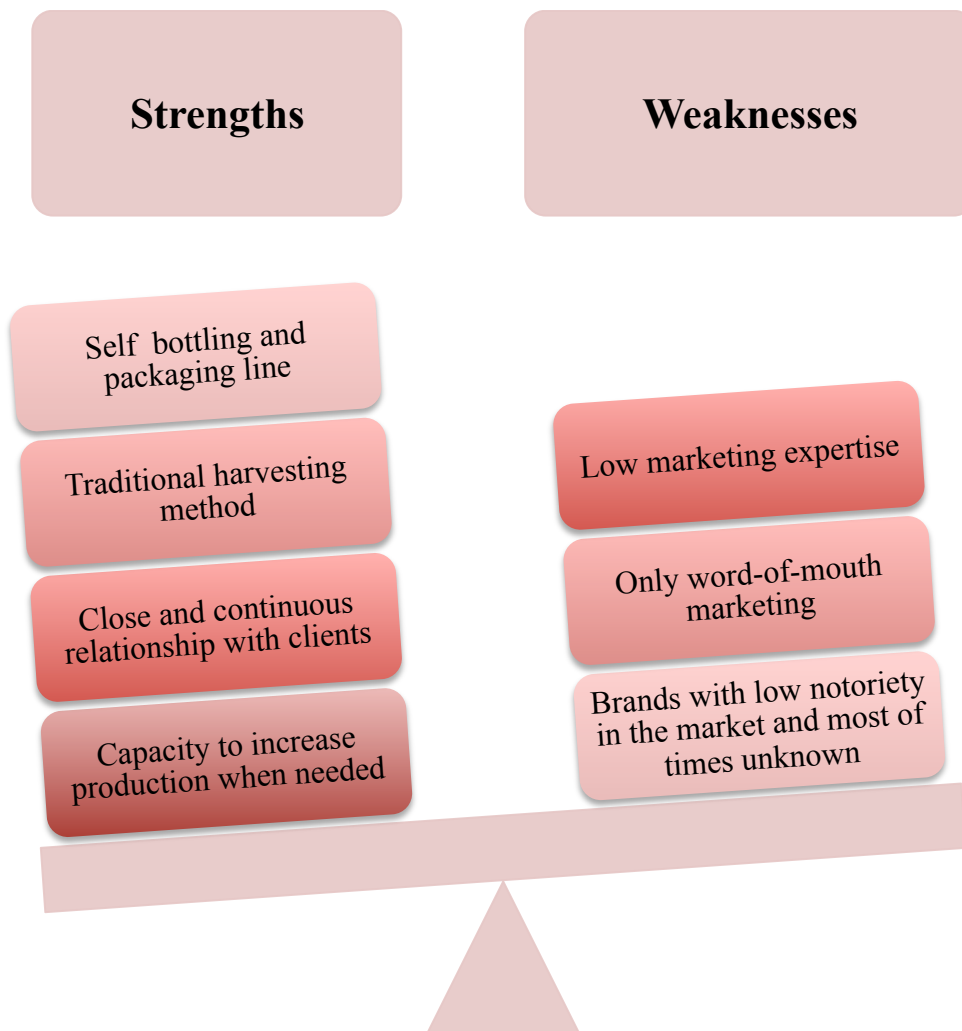 Strengths
Weaknesses
Self bottling and
packaging line
Traditional harvesting
method
Close and continuous
relationship with clients
Capacity to increase
production when needed
Low marketing expertise
Only word-of-mouth
marketing
Brands with low notoriety
in the market and most of
times unknown